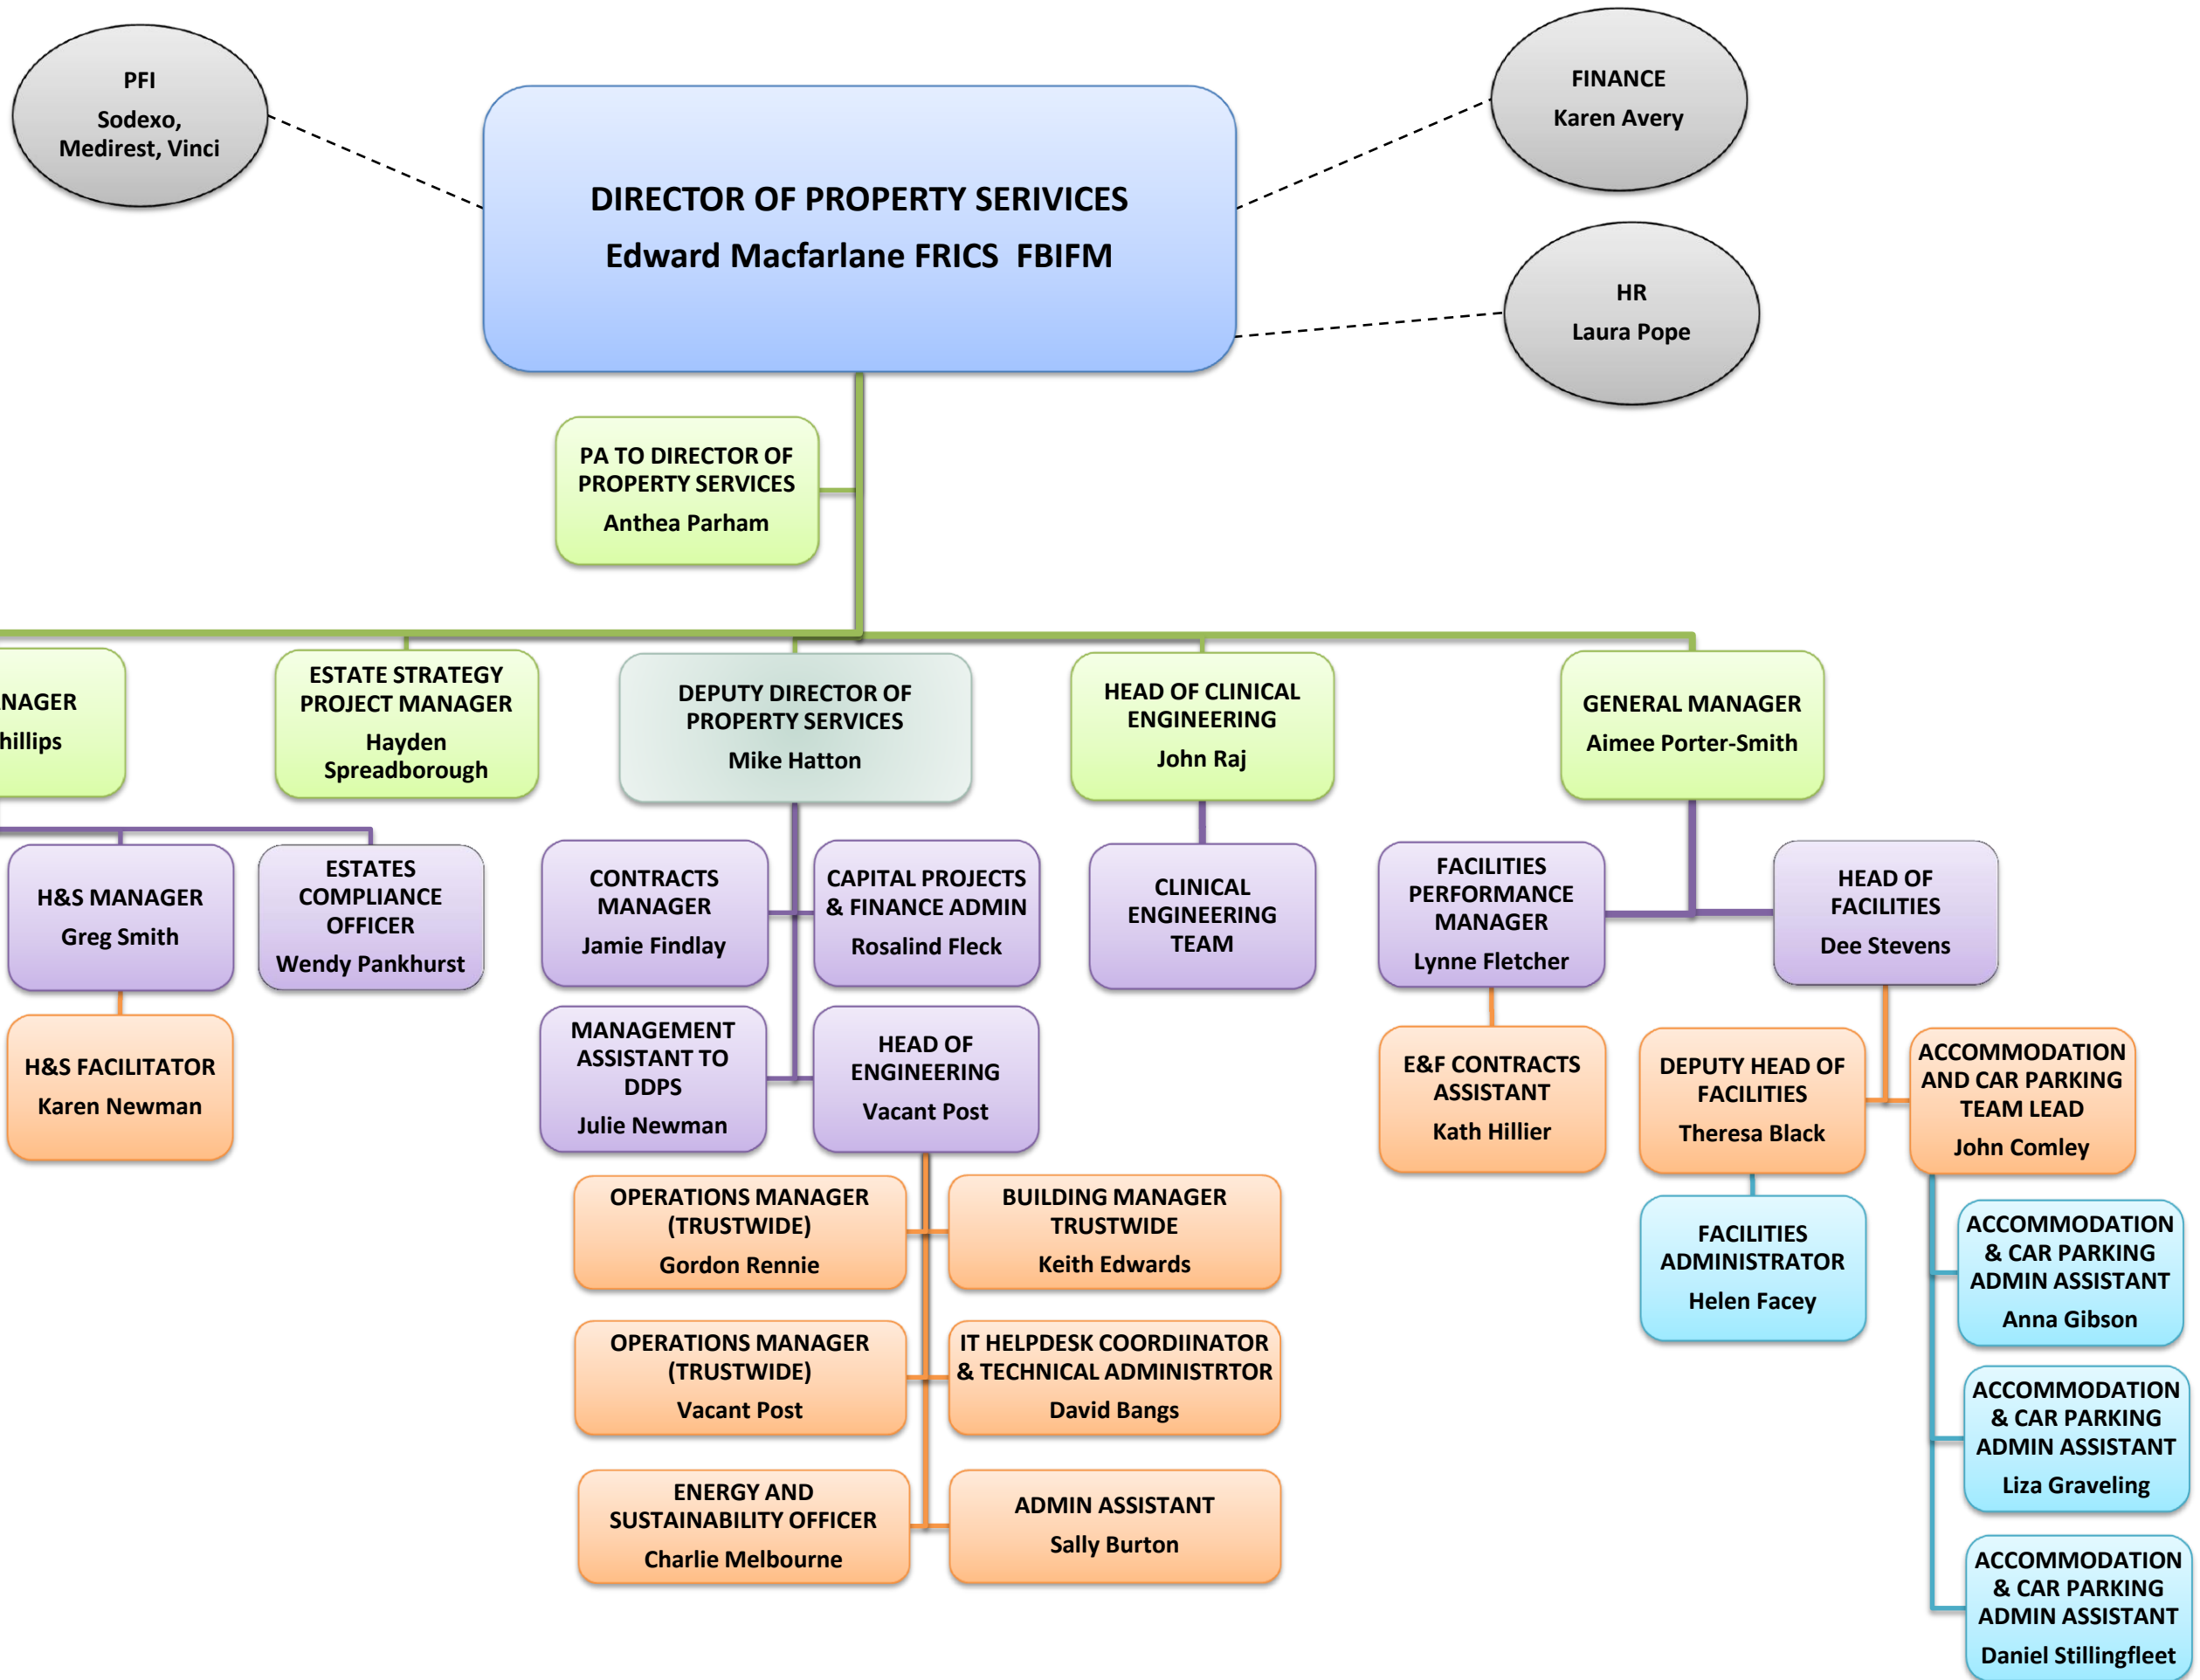 PFI
Sodexo,
Medirest, Vinci
FINANCE
Karen Avery
DIRECTOR OF PROPERTY SERIVICES
Edward Macfarlane FRICS FBIFM
HR
Laura Pope
PA TO DIRECTOR OF
PROPERTY SERVICES
Anthea Parham
NAGER
hillips
ESTATE STRATEGY
PROJECT MANAGER
Hayden
Spreadborough
DEPUTY DIRECTOR OF
PROPERTY SERVICES
Mike Hatton
HEAD OF CLINICAL
ENGINEERING
John Raj
GENERAL MANAGER
Aimee Porter-Smith
H&S MANAGER
Greg Smith
ESTATES
COMPLIANCE
OFFICER
Wendy Pankhurst
CONTRACTS
MANAGER
Jamie Findlay
CAPITAL PROJECTS
& FINANCE ADMIN
Rosalind Fleck
CLINICAL
ENGINEERING
TEAM
FACILITIES
PERFORMANCE
MANAGER
Lynne Fletcher
HEAD OF
FACILITIES
Dee Stevens
H&S FACILITATOR
Karen Newman
MANAGEMENT
ASSISTANT TO
DDPS
Julie Newman
HEAD OF
ENGINEERING
Vacant Post
E&F CONTRACTS
ASSISTANT
Kath Hillier
DEPUTY HEAD OF
FACILITIES
Theresa Black
ACCOMMODATION
AND CAR PARKING
TEAM LEAD
John Comley
OPERATIONS MANAGER
(TRUSTWIDE)
Gordon Rennie
BUILDING MANAGER
TRUSTWIDE
Keith Edwards
FACILITIES
ADMINISTRATOR
Helen Facey
ACCOMMODATION
& CAR PARKING
ADMIN ASSISTANT
Anna Gibson
OPERATIONS MANAGER
(TRUSTWIDE)
Vacant Post
IT HELPDESK COORDIINATOR
& TECHNICAL ADMINISTRTOR
David Bangs
ACCOMMODATION
& CAR PARKING
ADMIN ASSISTANT
Liza Graveling
ENERGY AND
SUSTAINABILITY OFFICER
Charlie Melbourne
ADMIN ASSISTANT
Sally Burton
ACCOMMODATION
& CAR PARKING
ADMIN ASSISTANT
Daniel Stillingfleet